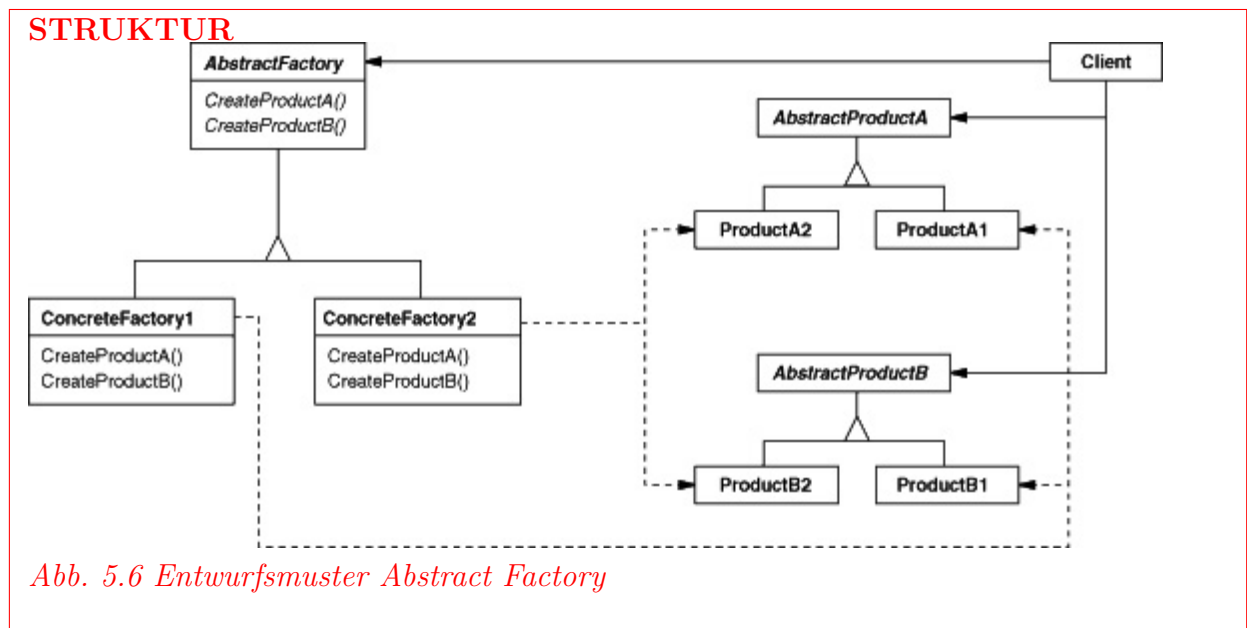 STRUKTUR
AbstractFactory
CreateProductA()
CreateProductB()
Client
AbstractProductA
ProductA2
ProductA1
ConcreteFactory1
CreateProductA()
CreateProductB()
ConcreteFactory2
CreateProductA()
CreateProductB()
AbstractProductB
ProductB2
ProductB1
Abb. 5.6 Entwurfsmuster Abstract Factory